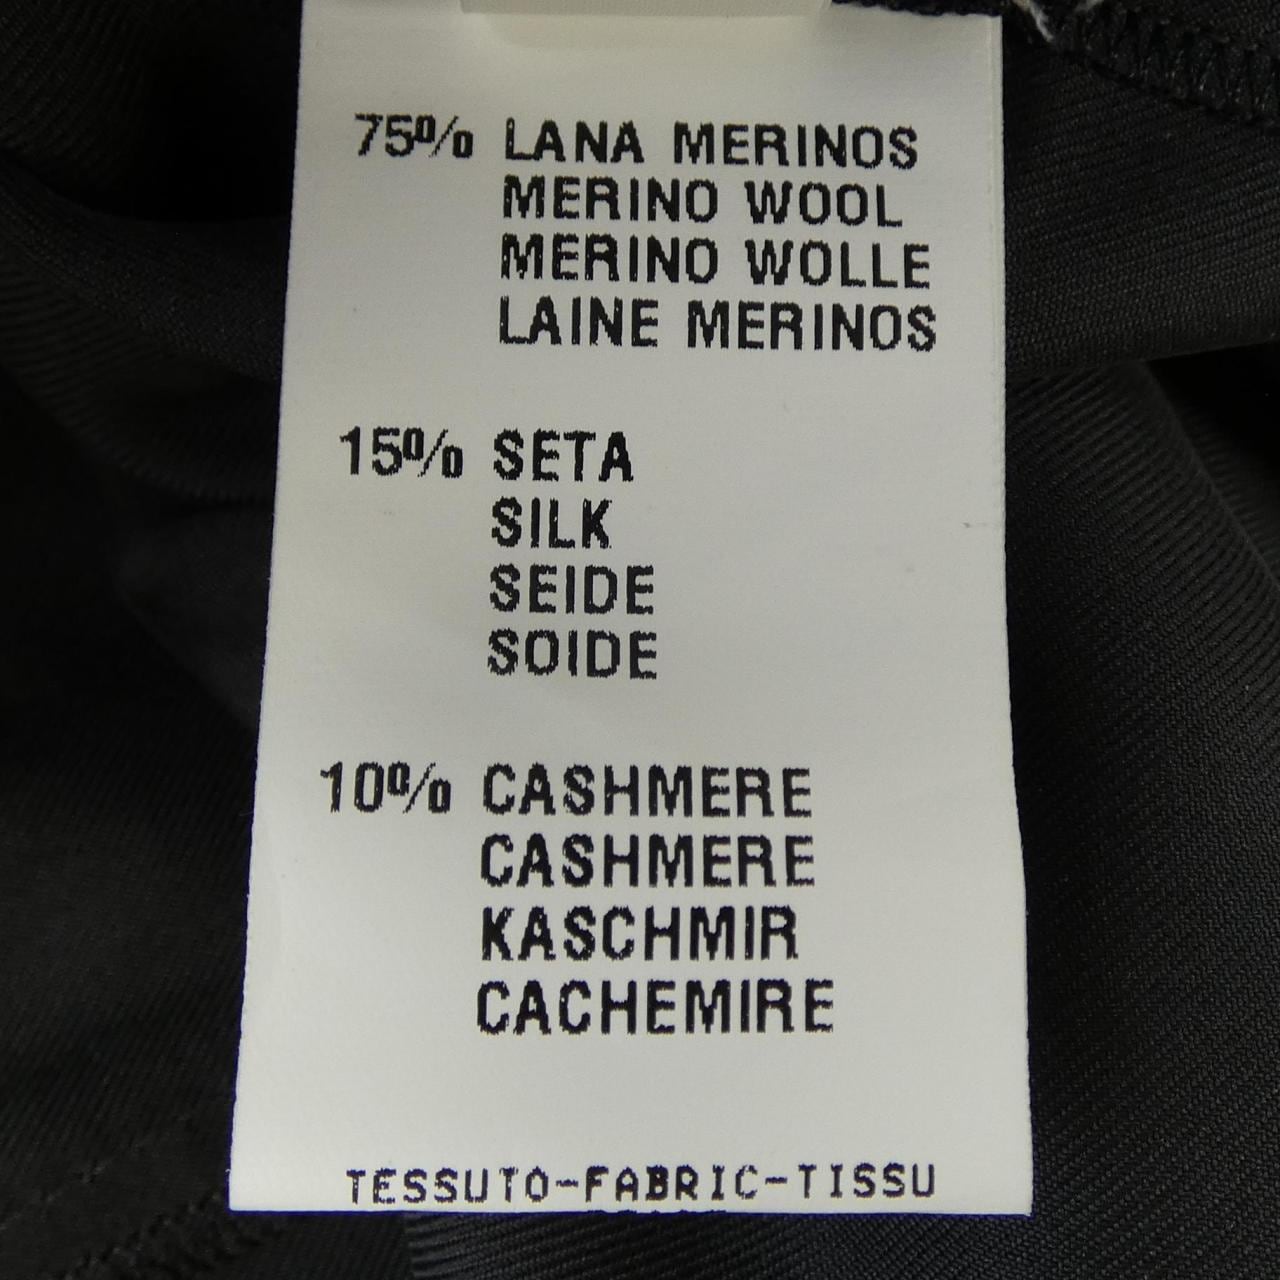 75% LANA MERINOS
MERINO WOOL
MERINO WOLLE
LAINE MERINOS
15% SETA
SILK
SEIDE
SOIDE
10% CASHMERE
CASHMERE
KASCHMIR
CACHEMIRE
TESSUTO-FABRIC-TISSU